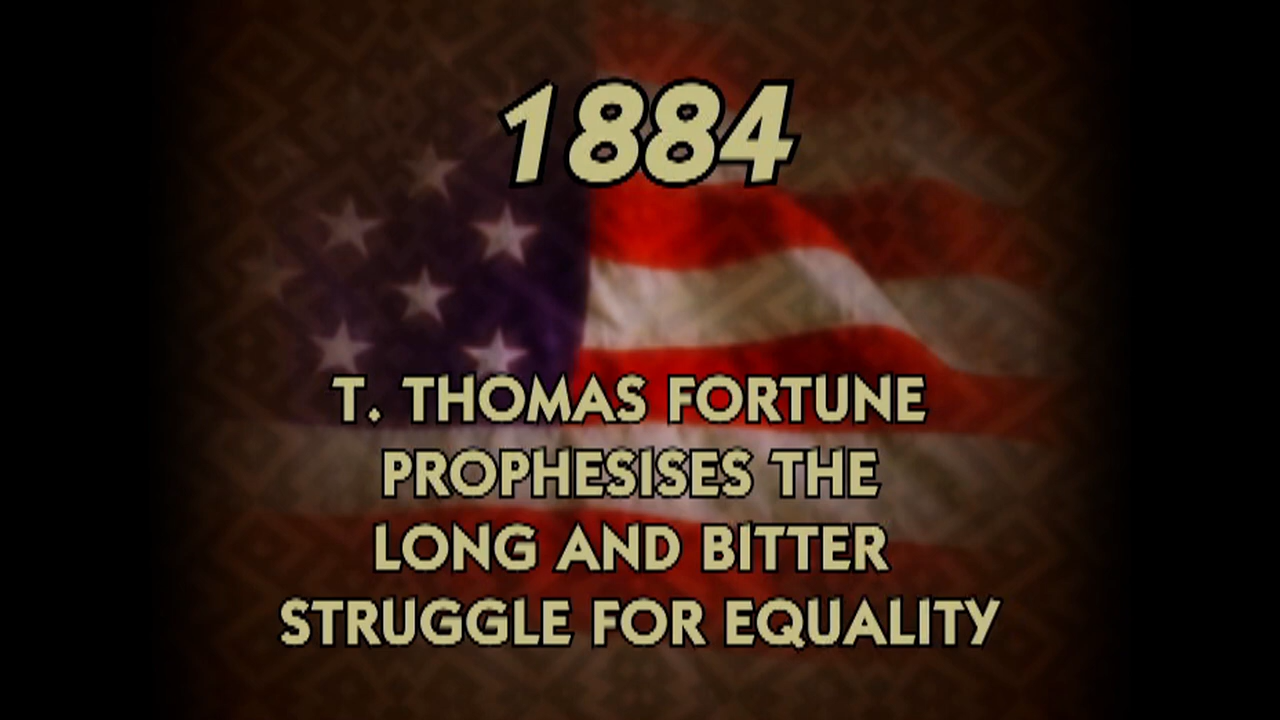 1884
T. THOMAS FORTUNE
PROPHESISES THE
LONG AND BITTER
STRUGGLE FOR EQUALITY